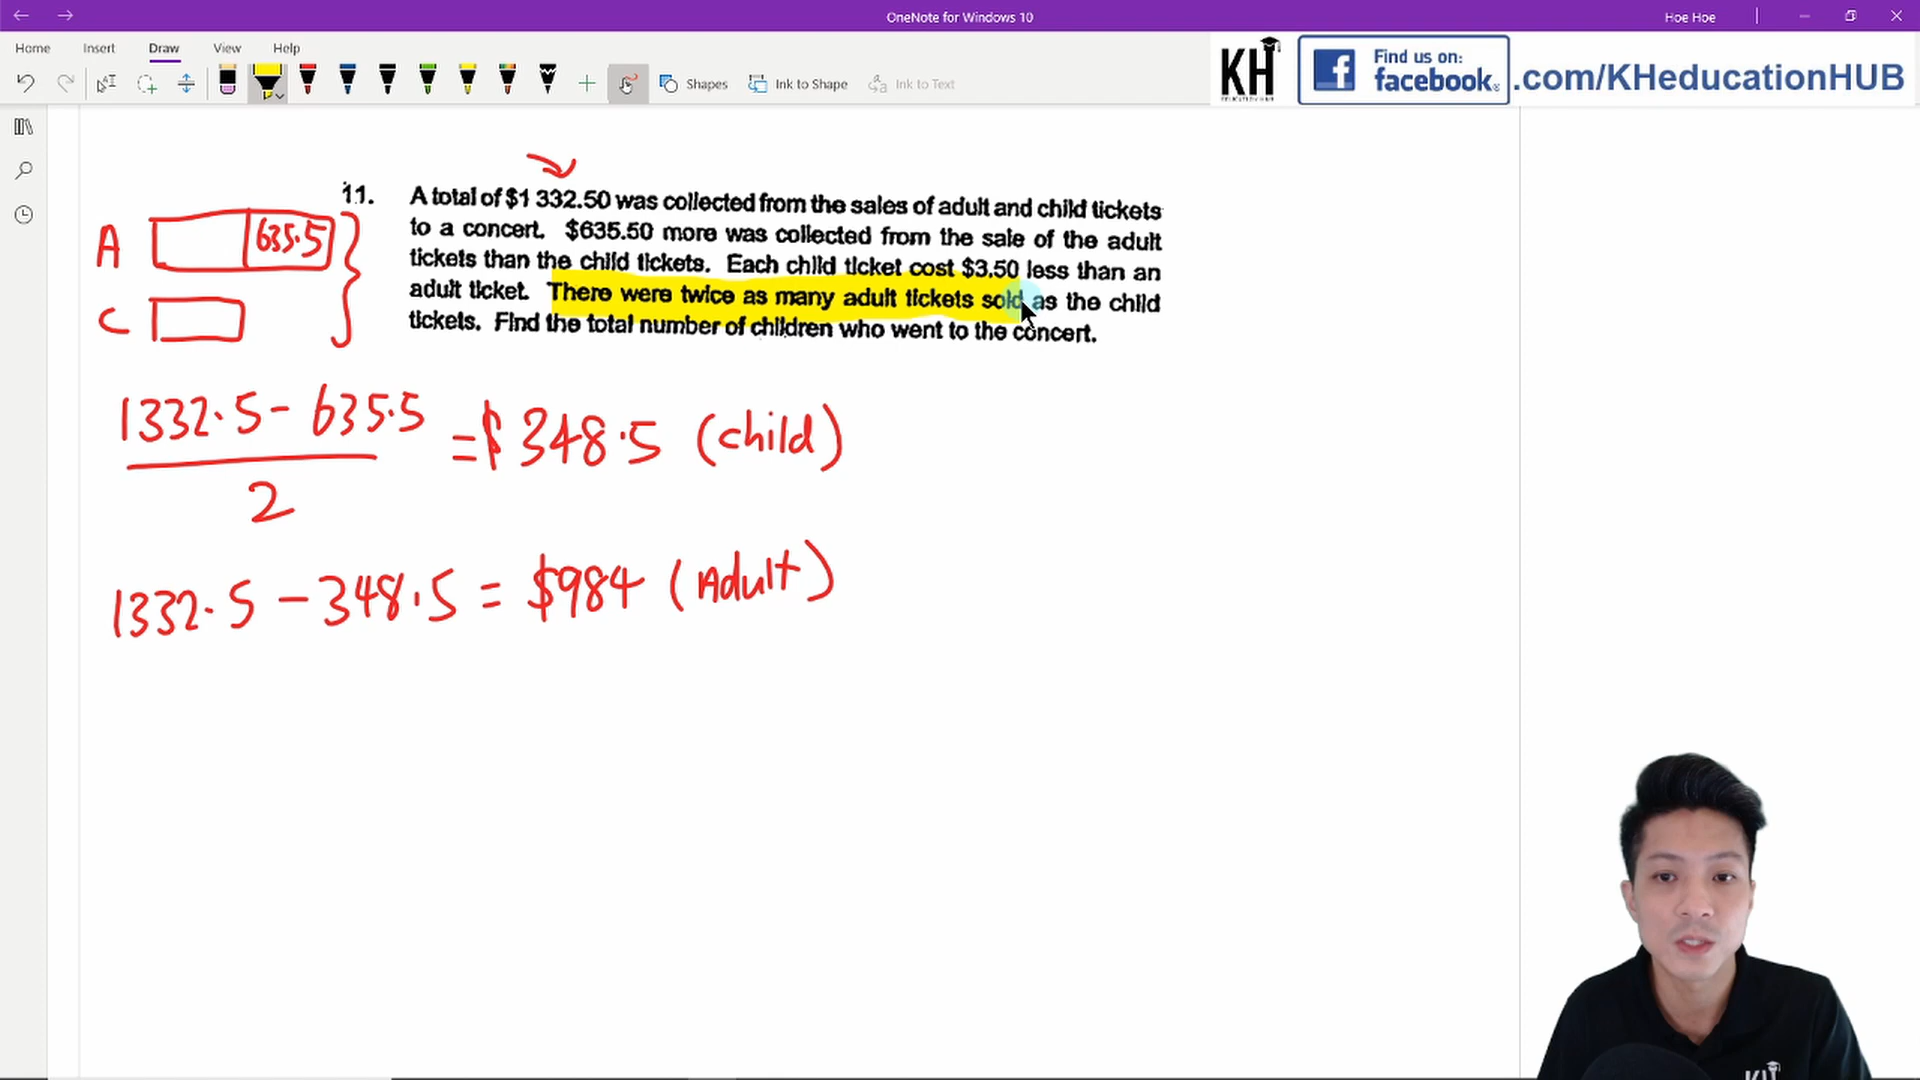 OneNote for Windows 10
Hoe Hoe
Home Insert Draw View Help
Shapes
Ink to Shape
Ink to Text
KH
Find us on:
facebook.
.com/KHeducationHUB
11. A total of $1 332.50 was collected from the sales of adult and child tickets
to a concert. $635.50 more was collected from the sale of the adult
tickets than the child tickets. Each child ticket cost $3.50 less than an
adult ticket. There were twice as many adult tickets sold as the child
tickets. Find the total number of children who went to the concert.
A 635.5
C
1332.5 - 635.5
2
= $348.5 (child)
1332.5 - 348.5 = $984 (Adult)